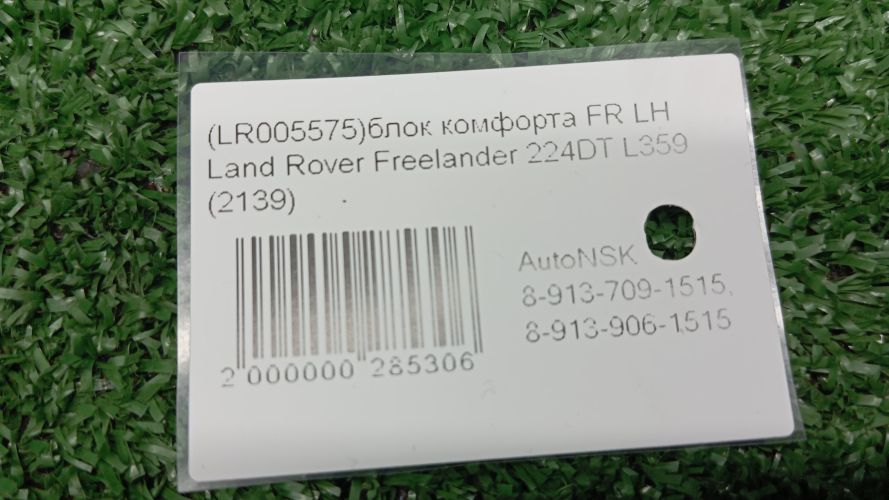 (LR005575)блок комфорта FR LH
Land Rover Freelander 224DT L359
(2139)
AutoNSK
8-913-709-1515,
8-913-906-1515
2 000000 285306